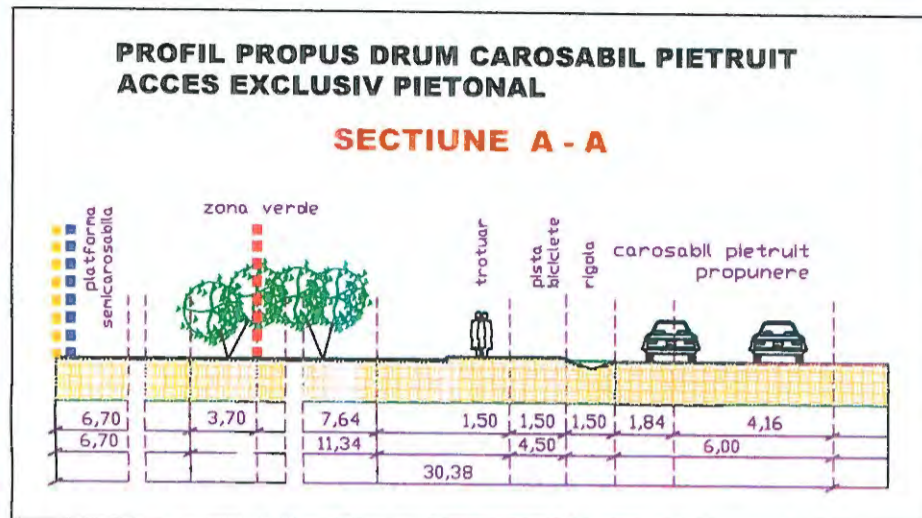 PROFIL PROPUS DRUM CAROSABIL PIETRUIT
ACCES EXCLUSIV PIETONAL
SECTIUNE A - A
platforma
semicarosabila
zona verde
trotuar
pista
biciclete
rigola
carosabil pietruit
propunere
6,70 3,70 7,64 1,50 1,50 1,50 1,84 4,16
6,70 11,34 4,50 6,00
30,38